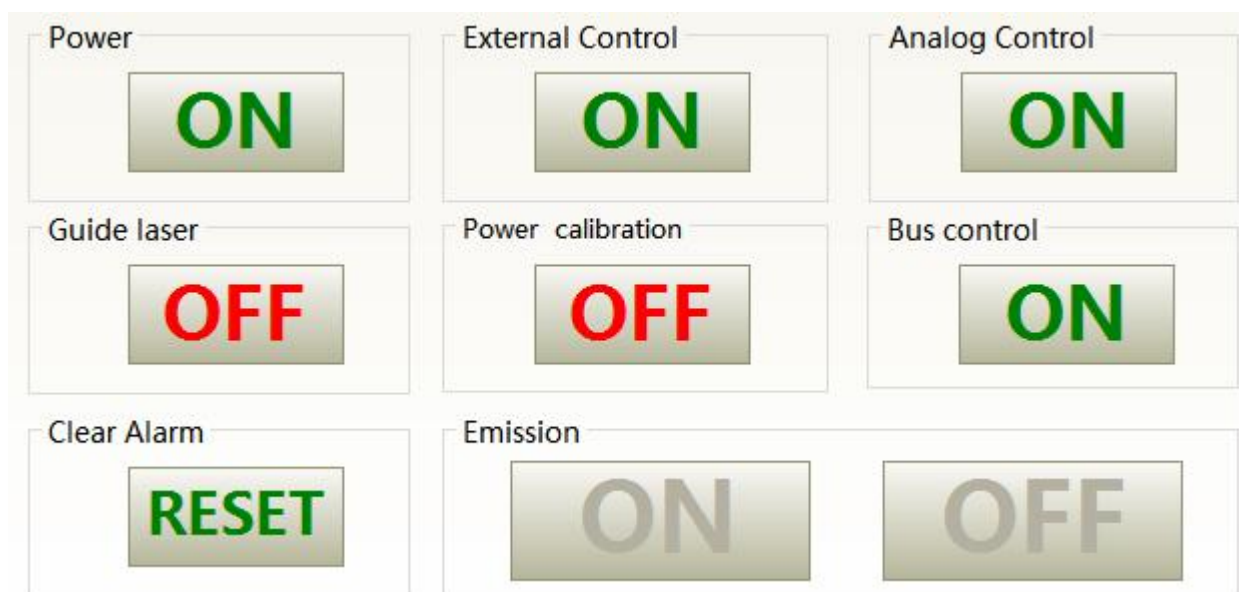 Power
ON
External Control
ON
Analog Control
ON
Guide laser
OFF
Power calibration
OFF
Bus control
ON
Clear Alarm
RESET
Emission
ON
OFF